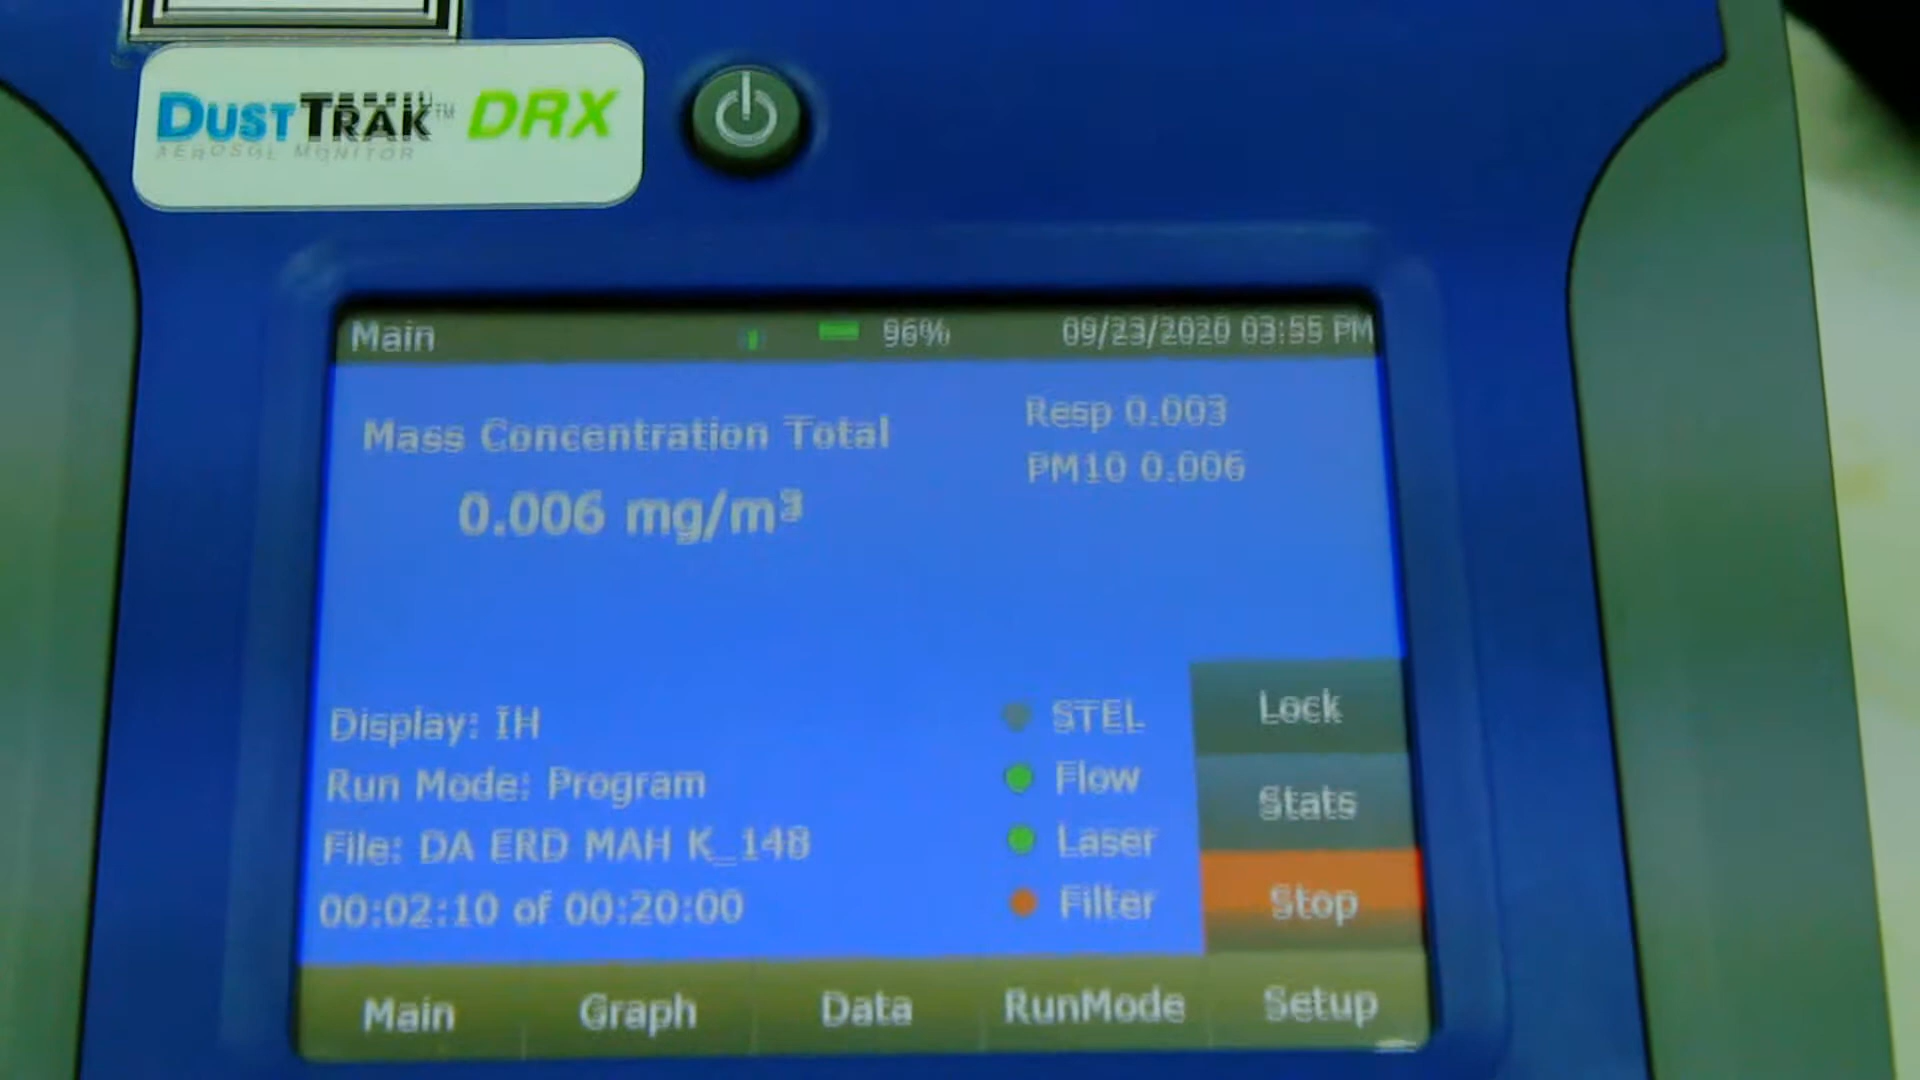 DUSTTRAK™ DRX
AEROSOL MONITOR
Main 96% 09/23/2020 03:55 PM
Mass Concentration Total
0.006 mg/m³
Resp 0.003
PM10 0.006
Display: IH
Run Mode: Program
File: DA ERD MAH K_148
00:02:10 of 00:20:00
STEL
Flow
Laser
Filter
Lock
Stats
Stop
Main Graph Data RunMode Setup